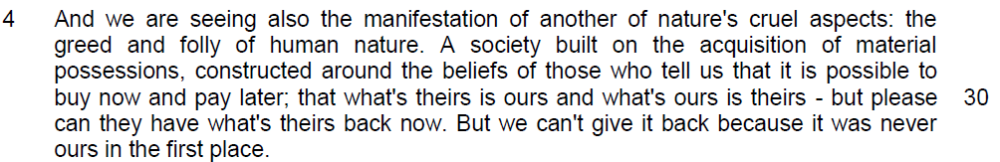 4 And we are seeing also the manifestation of another of nature's cruel aspects: the
greed and folly of human nature. A society built on the acquisition of material
possessions, constructed around the beliefs of those who tell us that it is possible to
buy now and pay later; that what's theirs is ours and what's ours is theirs - but please 30
can they have what's theirs back now. But we can't give it back because it was never
ours in the first place.